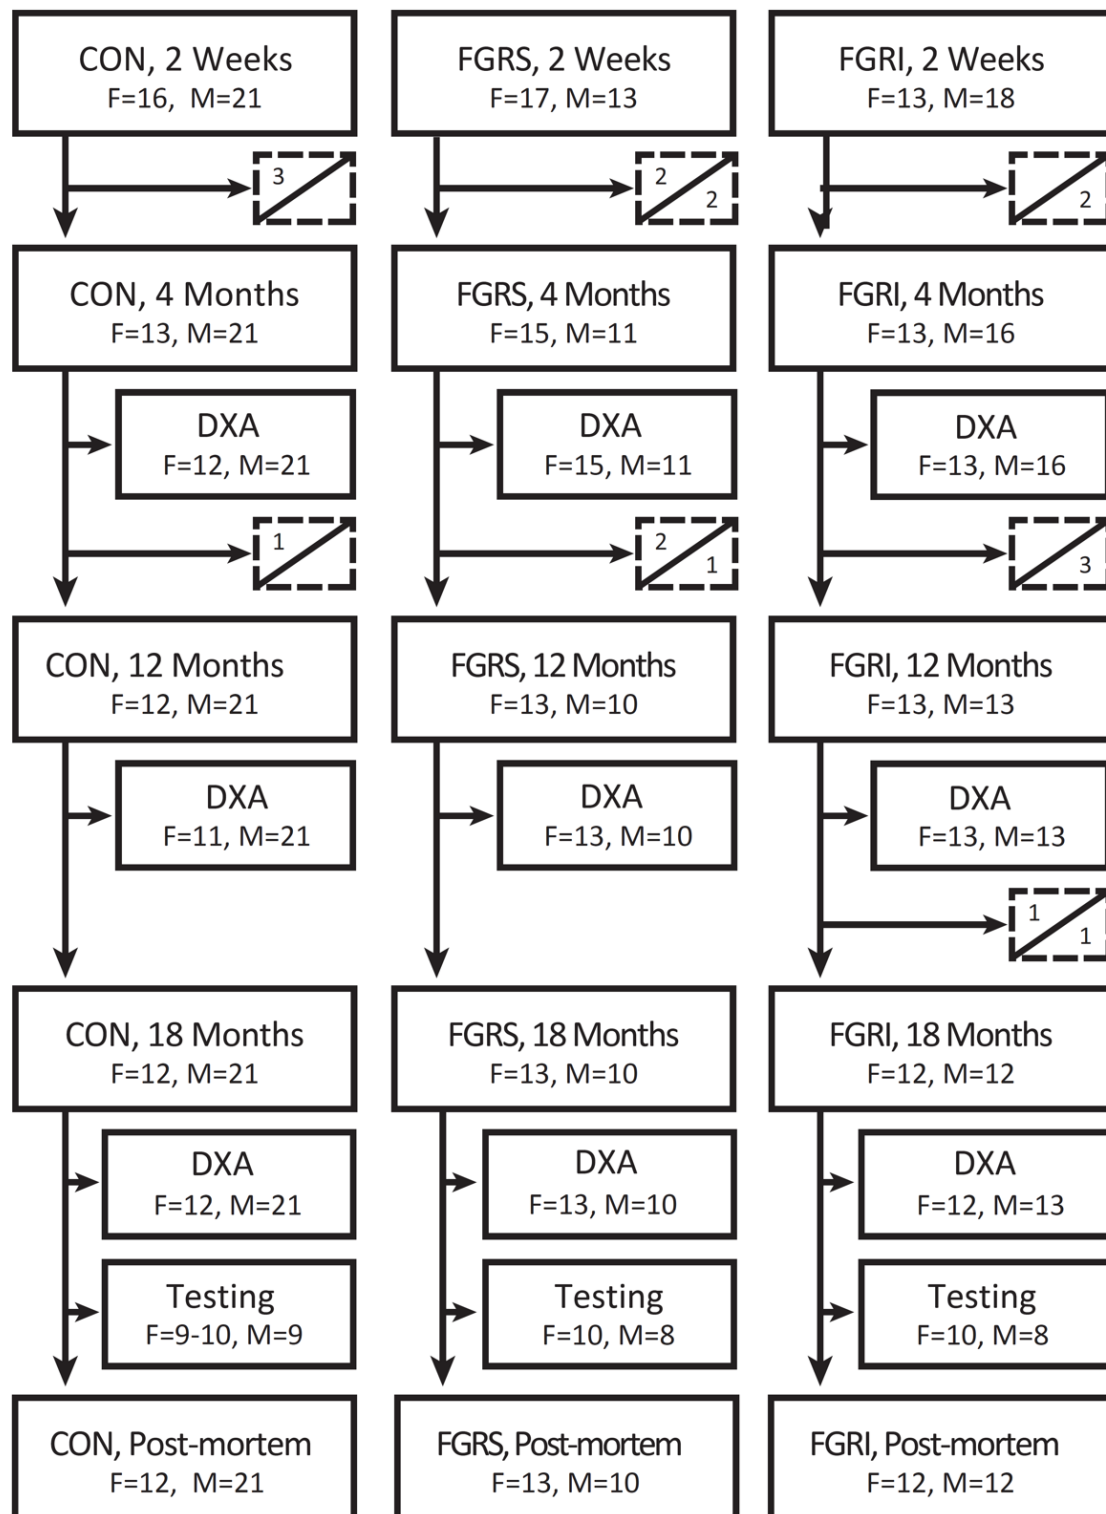 CON, 2 Weeks
F=16, M=21
FGRS, 2 Weeks
F=17, M=13
FGRI, 2 Weeks
F=13, M=18
3
2
2
2
CON, 4 Months
F=13, M=21
FGRS, 4 Months
F=15, M=11
FGRI, 4 Months
F=13, M=16
DXA
F=12, M=21
DXA
F=15, M=11
DXA
F=13, M=16
1
2
1
3
CON, 12 Months
F=12, M=21
FGRS, 12 Months
F=13, M=10
FGRI, 12 Months
F=13, M=13
DXA
F=11, M=21
DXA
F=13, M=10
DXA
F=13, M=13
1
1
CON, 18 Months
F=12, M=21
FGRS, 18 Months
F=13, M=10
FGRI, 18 Months
F=12, M=12
DXA
F=12, M=21
DXA
F=13, M=10
DXA
F=12, M=13
Testing
F=9-10, M=9
Testing
F=10, M=8
Testing
F=10, M=8
CON, Post-mortem
F=12, M=21
FGRS, Post-mortem
F=13, M=10
FGRI, Post-mortem
F=12, M=12